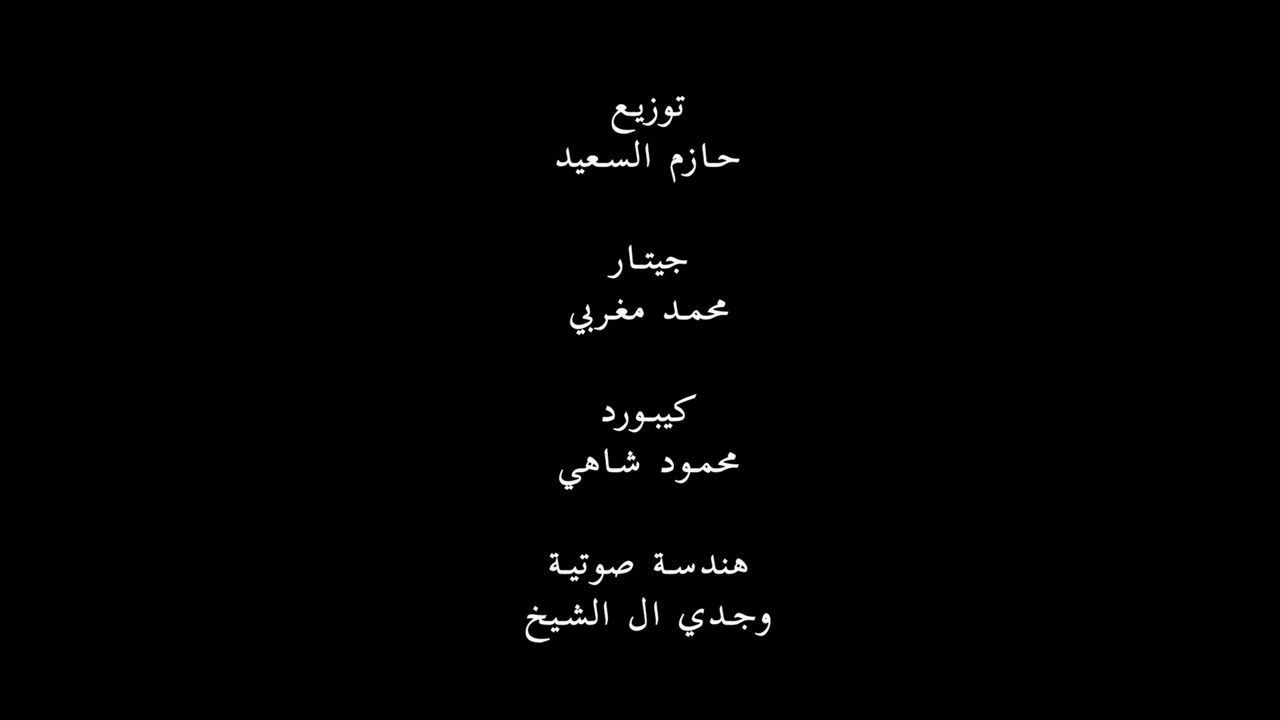 توزيع
حازم السعيد
جيتار
محمد مغربي
كيبورد
محمود شاهي
هندسة صوتية
وجدي ال الشيخ